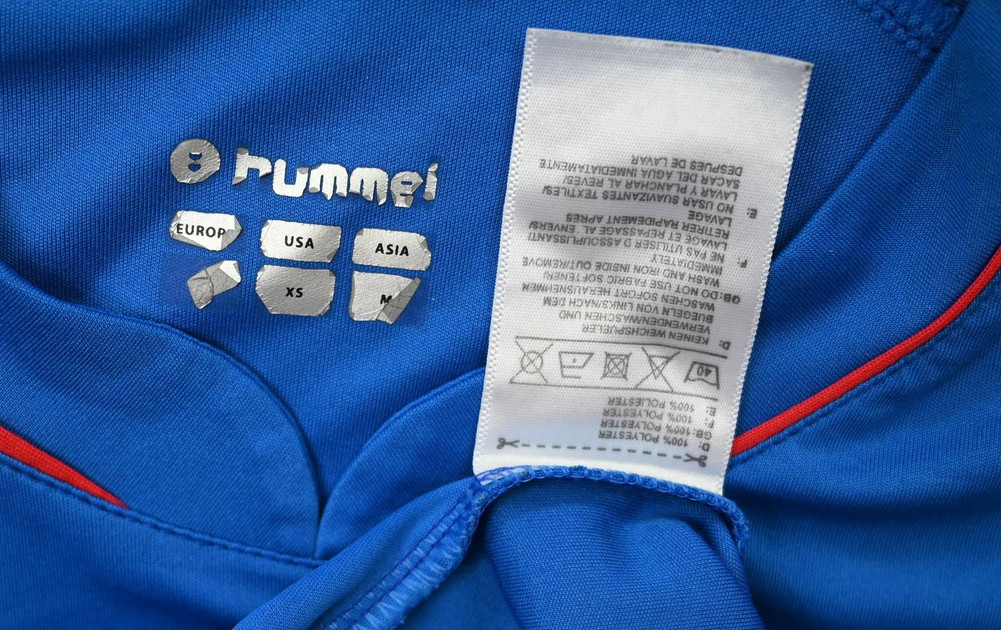 hummel
EUROP USA ASIA
XS M
D: 100% POLYESTER
GB: 100% POLYESTER
F: 100% POLYESTER
E: 100% POLIESTER
40
D: KEINEN WEICHSPUELER
VERWENDEN/WASCHEN UND
BUEGELN VON LINKS/NACH DEM
WASCHEN SOFORT HERAUSNEHMEN
GB: DO NOT USE FABRIC SOFTENER/
WASH AND IRON INSIDE OUT/REMOVE
IMMEDIATELY
F: NE PAS UTILISER D ASSOUPLISSANT/
LAVAGE ET REPASSAGE AL ENVERS/
RETIRER RAPIDEMENT APRES
LAVAGE
E: NO USAR SUAVIZANTES TEXTILES/
LAVAR Y PLANCHAR AL REVES/
SACAR DEL AGUA INMEDIATAMENTE
DESPUES DE LAVAR